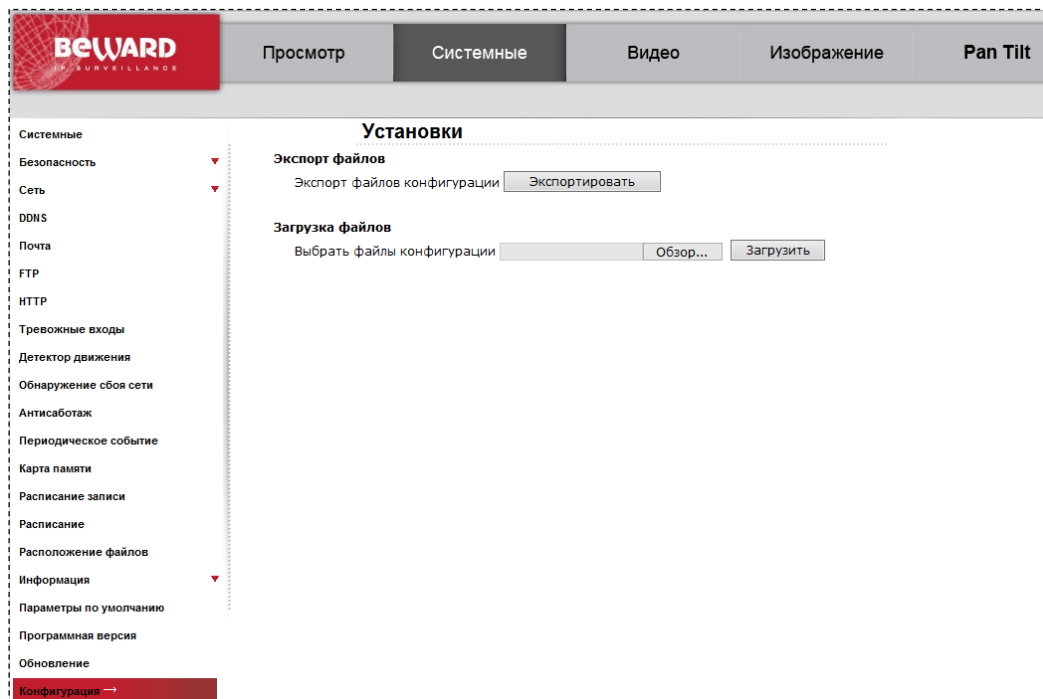 BEWARD
IP SURVEILLANCE
Просмотр
Системные
Видео
Изображение
Pan Tilt
Системные
Безопасность
Сеть
DDNS
Почта
FTP
HTTP
Тревожные входы
Детектор движения
Обнаружение сбоя сети
Антисаботаж
Периодическое событие
Карта памяти
Расписание записи
Расписание
Расположение файлов
Информация
Параметры по умолчанию
Программная версия
Обновление
Конфигурация →
Установки
Экспорт файлов
Экспорт файлов конфигурации Экспортировать
Загрузка файлов
Выбрать файлы конфигурации Обзор... Загрузить